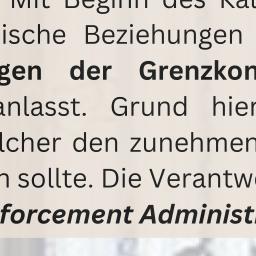 Mit Beginn des Kal
ische Beziehungen
gen der Grenzkon
anlasst. Grund hier
lcher den zunehmen
n sollte. Die Verantwo
forcement Administ